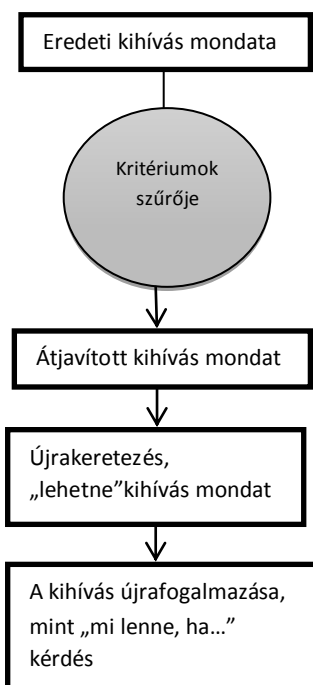 Eredeti kihívás mondata
Kritériumok
szűrője
Átjavított kihívás mondat
Újrakeretezés,
„lehetne”kihívás mondat
A kihívás újrafogalmazása,
mint „mi lenne, ha...”
kérdés